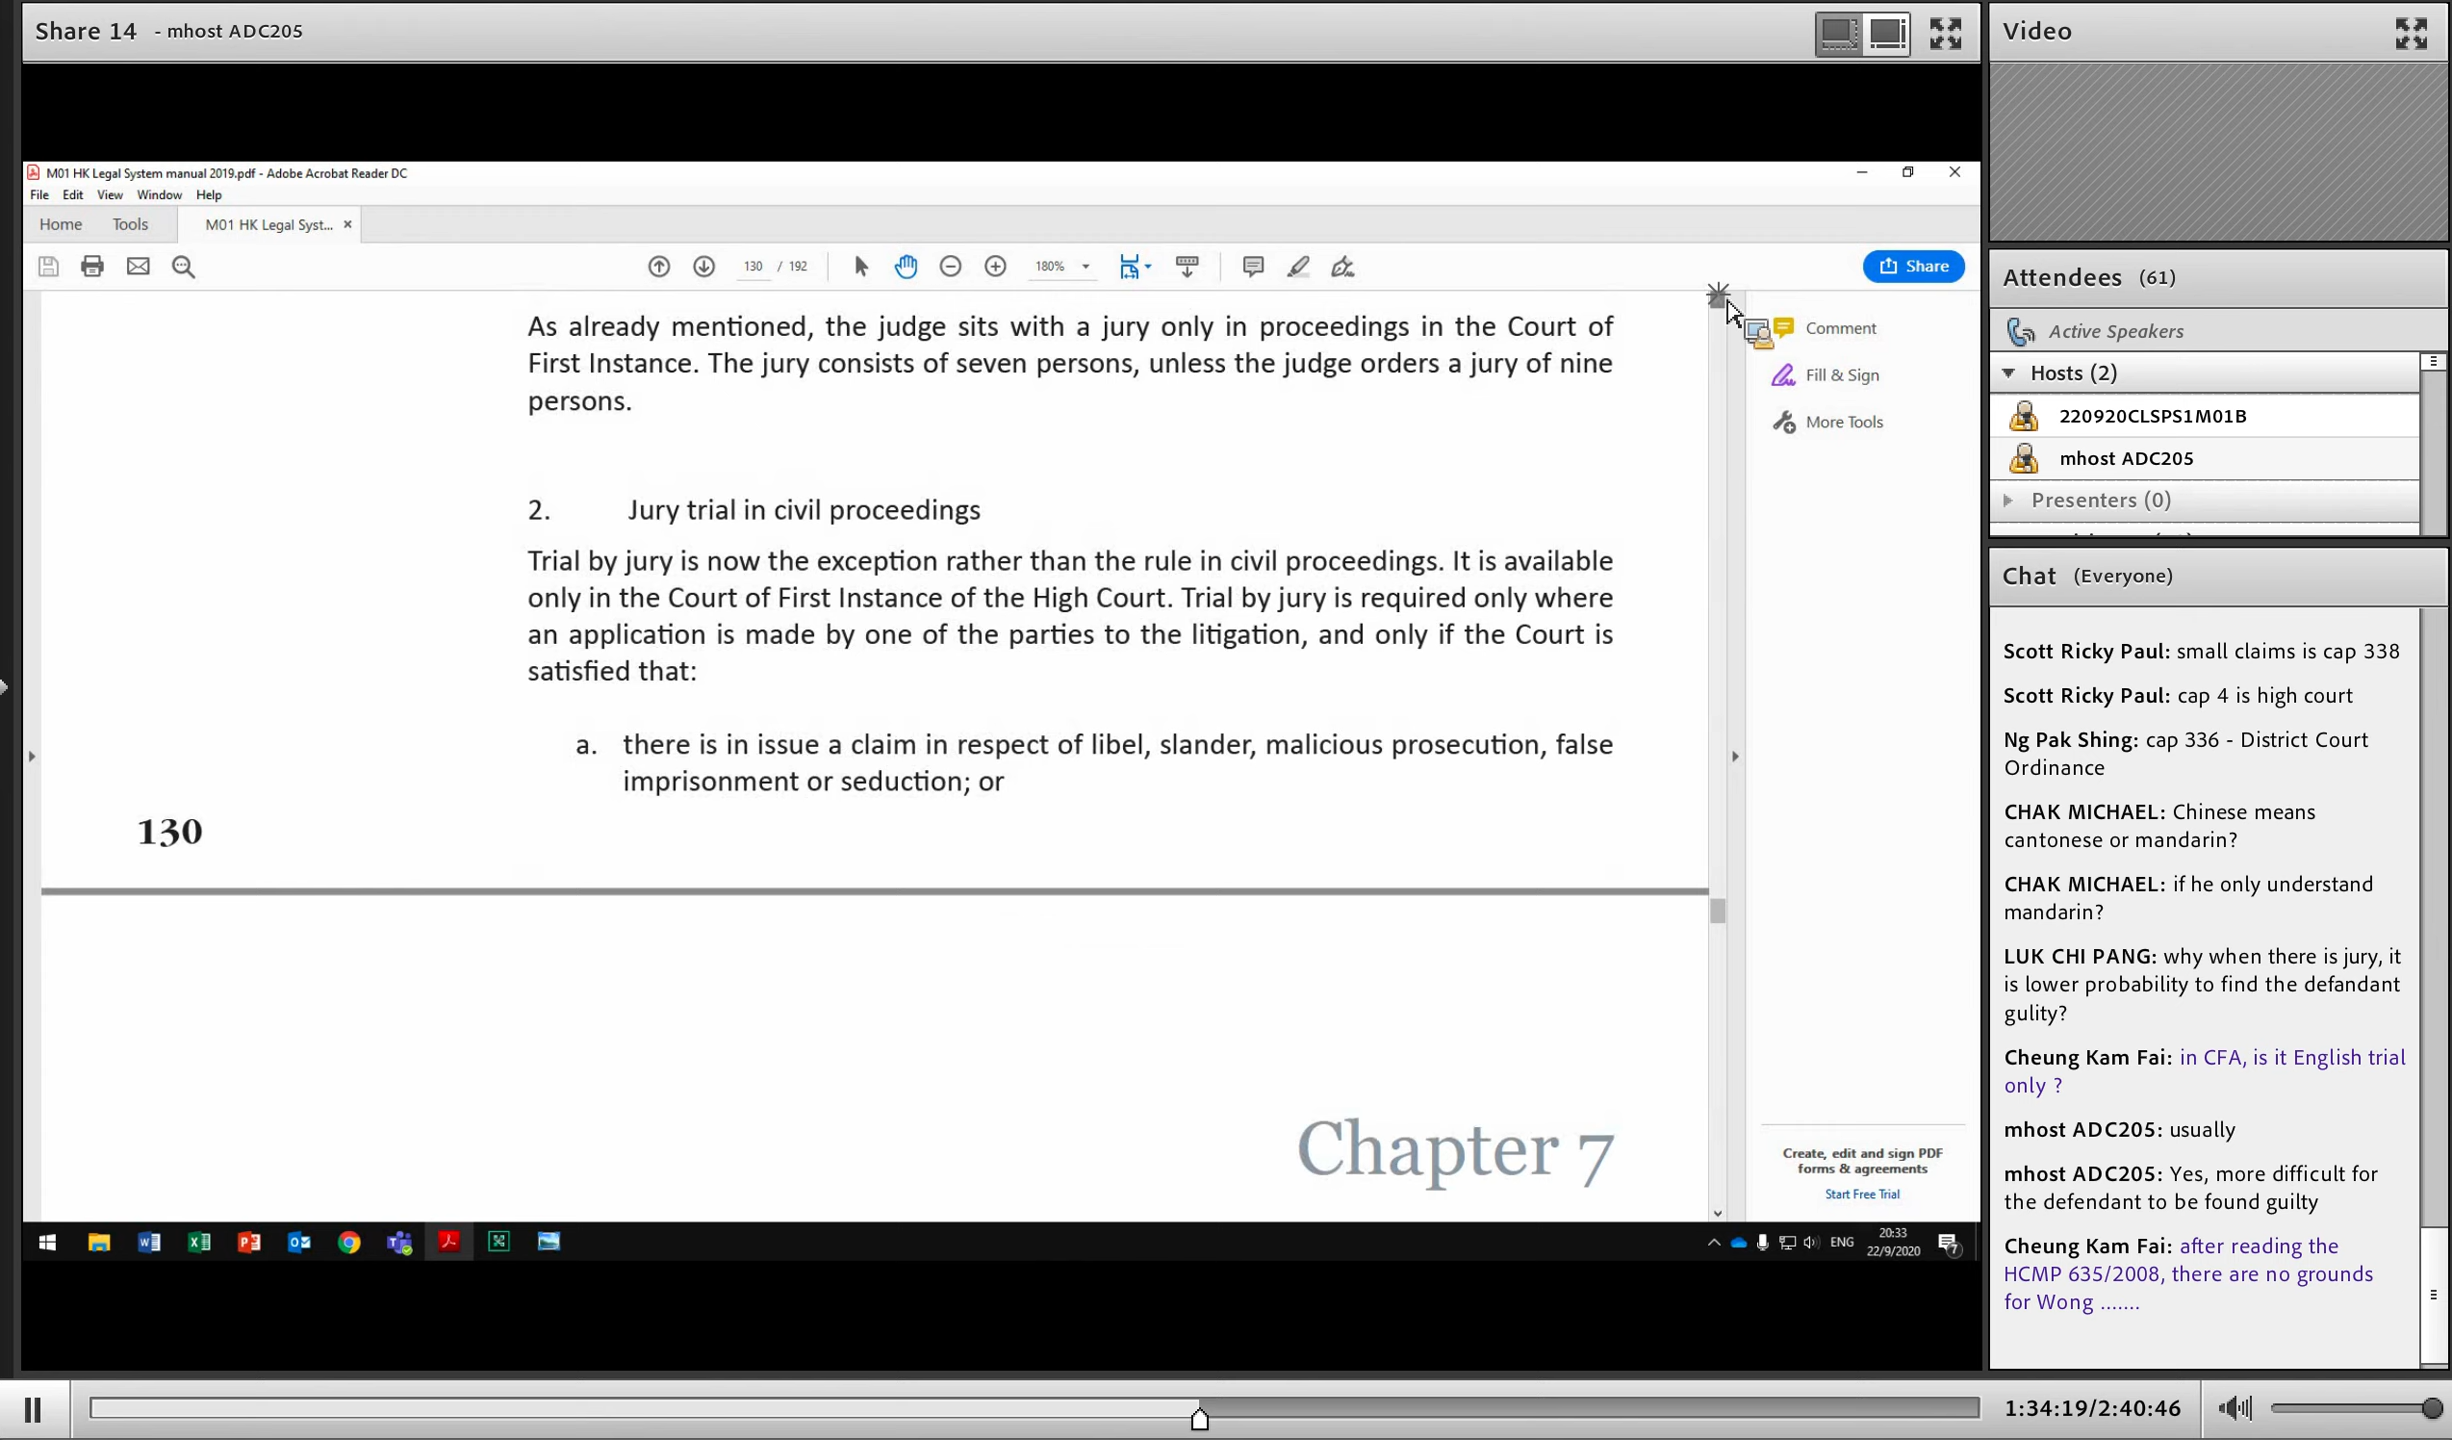 Share 14 - mhost ADC205
M01 HK Legal System manual 2019.pdf - Adobe Acrobat Reader DC
File Edit View Window Help
Home Tools M01 HK Legal Syst... ×
130 / 192 180% Share
As already mentioned, the judge sits with a jury only in proceedings in the Court of
First Instance. The jury consists of seven persons, unless the judge orders a jury of nine
persons.
2. Jury trial in civil proceedings
Trial by jury is now the exception rather than the rule in civil proceedings. It is available
only in the Court of First Instance of the High Court. Trial by jury is required only where
an application is made by one of the parties to the litigation, and only if the Court is
satisfied that:
a. there is in issue a claim in respect of libel, slander, malicious prosecution, false
imprisonment or seduction; or
130
Chapter 7
Comment
Fill & Sign
More Tools
Create, edit and sign PDF
forms & agreements
Start Free Trial
ENG
20:33
22/9/2020
7
Video
Attendees (61)
Active Speakers
Hosts (2)
220920CLSPS1M01B
mhost ADC205
Presenters (0)
Chat (Everyone)
Scott Ricky Paul: small claims is cap 338
Scott Ricky Paul: cap 4 is high court
Ng Pak Shing: cap 336 - District Court
Ordinance
CHAK MICHAEL: Chinese means
cantonese or mandarin?
CHAK MICHAEL: if he only understand
mandarin?
LUK CHI PANG: why when there is jury, it
is lower probability to find the defandant
gulity?
Cheung Kam Fai: in CFA, is it English trial
only ?
mhost ADC205: usually
mhost ADC205: Yes, more difficult for
the defendant to be found guilty
Cheung Kam Fai: after reading the
HCMP 635/2008, there are no grounds
for Wong .......
1:34:19/2:40:46